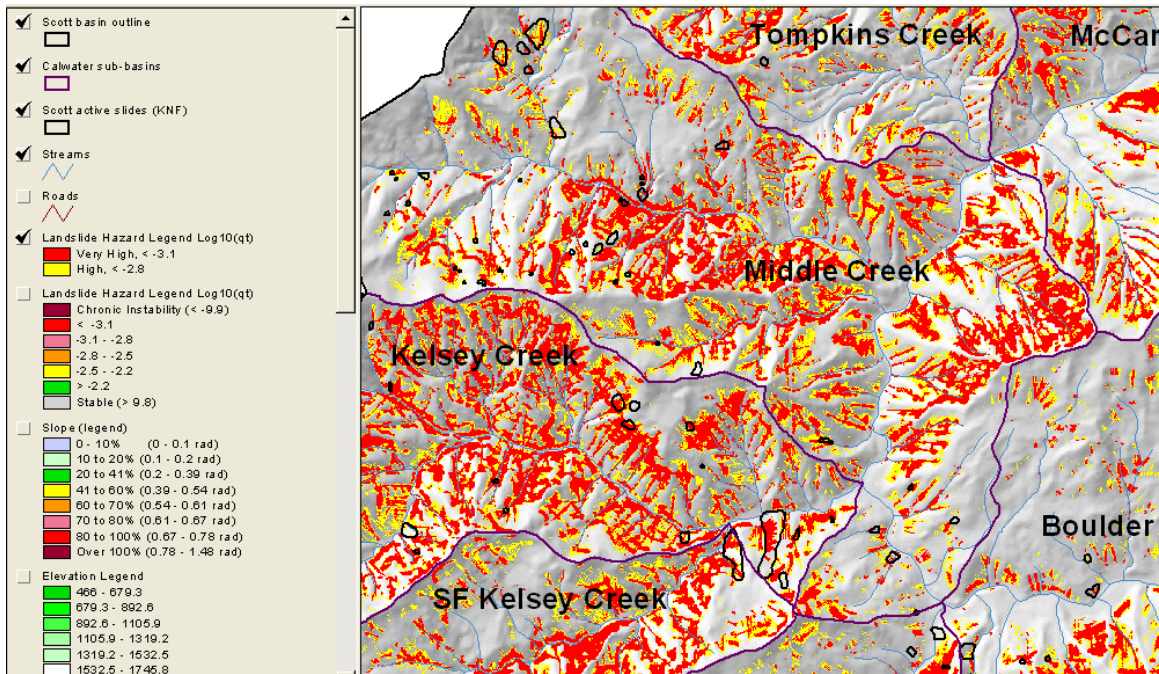 Scott basin outline
Calwater sub-basins
Scott active slides (KNF)
Streams
Roads
Landslide Hazard Legend Log10(qt)
Very High, < -3.1
High, < -2.8
Landslide Hazard Legend Log10(qt)
Chronic Instability (< -9.9)
< -3.1
-3.1 - -2.8
-2.8 - -2.5
-2.5 - -2.2
> -2.2
Stable (> 9.8)
Slope (legend)
0 - 10% (0 - 0.1 rad)
10 to 20% (0.1 - 0.2 rad)
20 to 41% (0.2 - 0.39 rad)
41 to 60% (0.39 - 0.54 rad)
60 to 70% (0.54 - 0.61 rad)
70 to 80% (0.61 - 0.67 rad)
80 to 100% (0.67 - 0.78 rad)
Over 100% (0.78 - 1.48 rad)
Elevation Legend
466 - 679.3
679.3 - 892.6
892.6 - 1105.9
1105.9 - 1319.2
1319.2 - 1532.5
1532.5 - 1745.8
Tompkins Creek
McCar
Middle Creek
Kelsey Creek
Boulder
SF Kelsey Creek